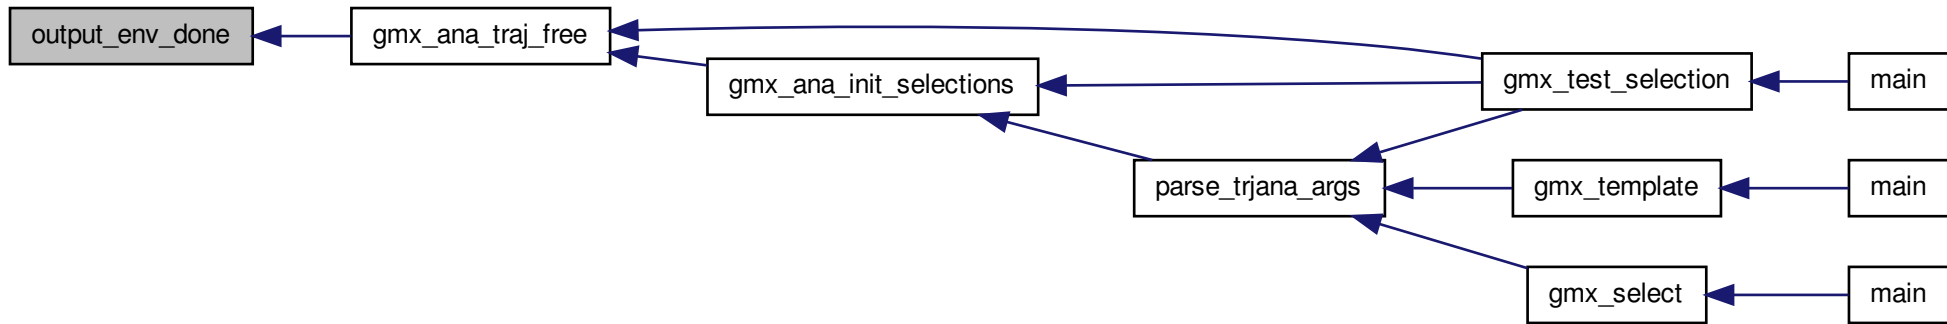 output_env_done
gmx_ana_traj_free
gmx_ana_init_selections
gmx_test_selection
main
parse_trjana_args
gmx_template
main
gmx_select
main